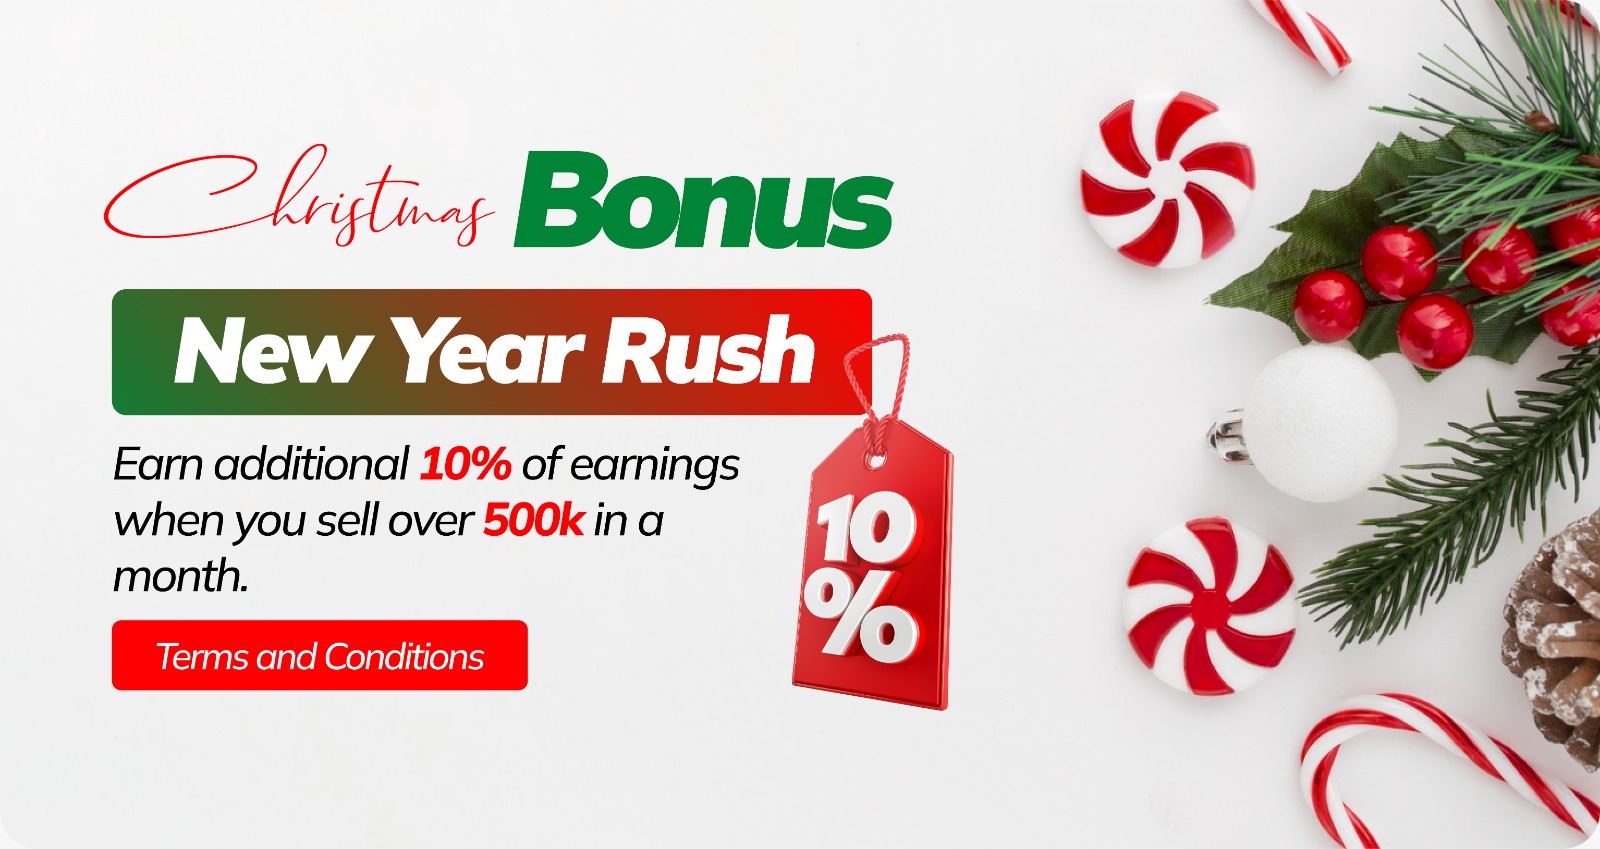 Christmas Bonus
New Year Rush
Earn additional 10% of earnings
when you sell over 500k in a
month.
10
%
Terms and Conditions